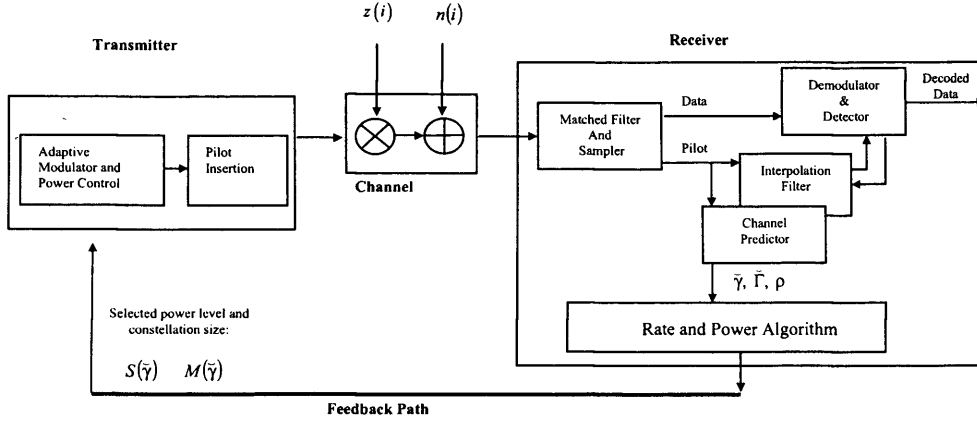 z(i)
n(i)
Transmitter
Receiver
Adaptive
Modulator and
Power Control
Pilot
Insertion
Channel
Matched Filter
And
Sampler
Data
Pilot
Demodulator
&
Detector
Decoded
Data
Interpolation
Filter
Channel
Predictor
γ̆, Γ̆, ρ
Rate and Power Algorithm
Selected power level and
constellation size:
S(γ̆) M(γ̆)
Feedback Path